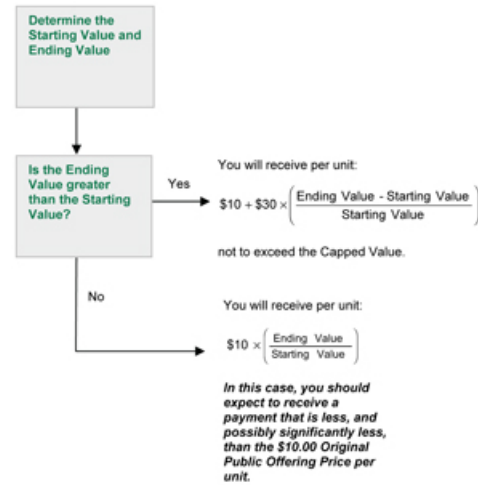 Determine the
Starting Value and
Ending Value
Is the Ending
Value greater
than the Starting
Value?
Yes
You will receive per unit:
$10 + $30 × ( Ending Value - Starting Value
Starting Value )
not to exceed the Capped Value.
No
You will receive per unit:
$10 × ( Ending Value
Starting Value )
In this case, you should
expect to receive a
payment that is less, and
possibly significantly less,
than the $10.00 Original
Public Offering Price per
unit.